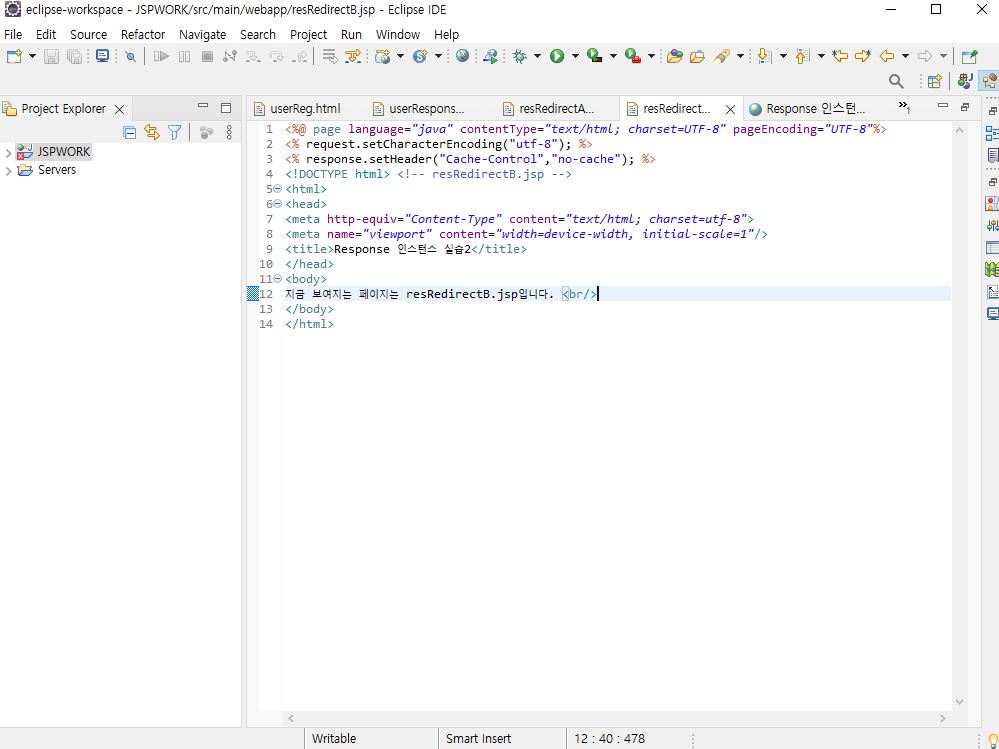 eclipse-workspace - JSPWORK/src/main/webapp/resRedirectB.jsp - Eclipse IDE
File Edit Source Refactor Navigate Search Project Run Window Help
Project Explorer
JSPWORK
Servers
userReg.html userRespons... resRedirectA... resRedirect... Response 인스턴... »1
1 <%@ page language="java" contentType="text/html; charset=UTF-8" pageEncoding="UTF-8"%>
2 <% request.setCharacterEncoding("utf-8"); %>
3 <% response.setHeader("Cache-Control","no-cache"); %>
4 <!DOCTYPE html> <!-- resRedirectB.jsp -->
5 <html>
6 <head>
7 <meta http-equiv="Content-Type" content="text/html; charset=utf-8">
8 <meta name="viewport" content="width=device-width, initial-scale=1"/>
9 <title>Response 인스턴스 실습2</title>
10 </head>
11 <body>
12 지금 보여지는 페이지는 resRedirectB.jsp입니다. <br/>
13 </body>
14 </html>
Writable Smart Insert 12 : 40 : 478